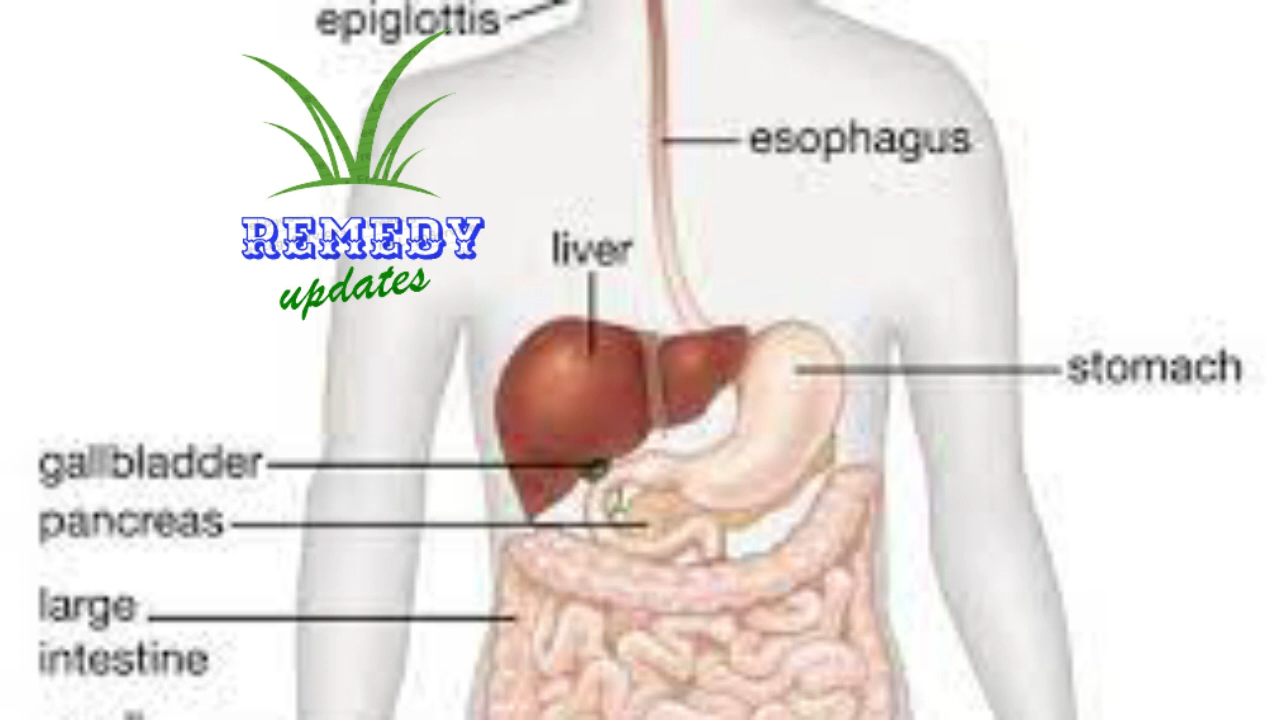 epiglottis
esophagus
REMEDY
updates
liver
stomach
gallbladder
pancreas
large
intestine